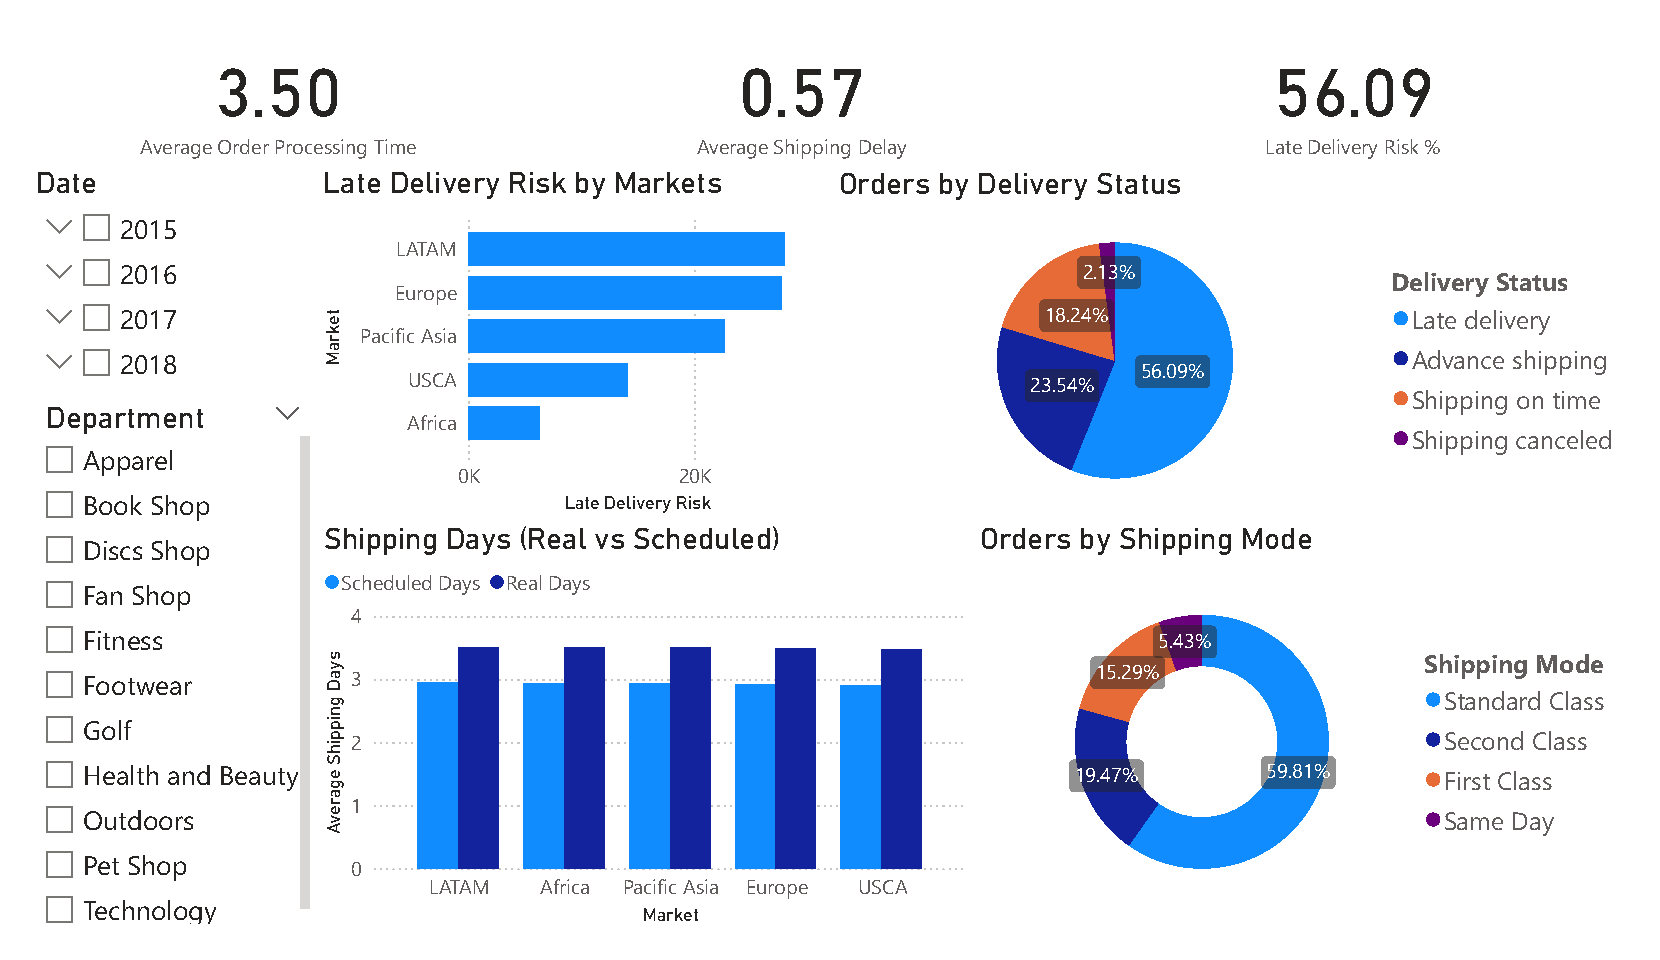 3.50
Average Order Processing Time
0.57
Average Shipping Delay
56.09
Late Delivery Risk %
Date
2015
2016
2017
2018
Department
Apparel
Book Shop
Discs Shop
Fan Shop
Fitness
Footwear
Golf
Health and Beauty
Outdoors
Pet Shop
Technology
Late Delivery Risk by Markets
Market
LATAM
Europe
Pacific Asia
USCA
Africa
0K 20K
Late Delivery Risk
Orders by Delivery Status
2.13%
18.24%
23.54%
56.09%
Delivery Status
Late delivery
Advance shipping
Shipping on time
Shipping canceled
Shipping Days (Real vs Scheduled)
Scheduled Days Real Days
Average Shipping Days
4
3
2
1
0
LATAM Africa Pacific Asia Europe USCA
Market
Orders by Shipping Mode
5.43%
15.29%
19.47%
59.81%
Shipping Mode
Standard Class
Second Class
First Class
Same Day